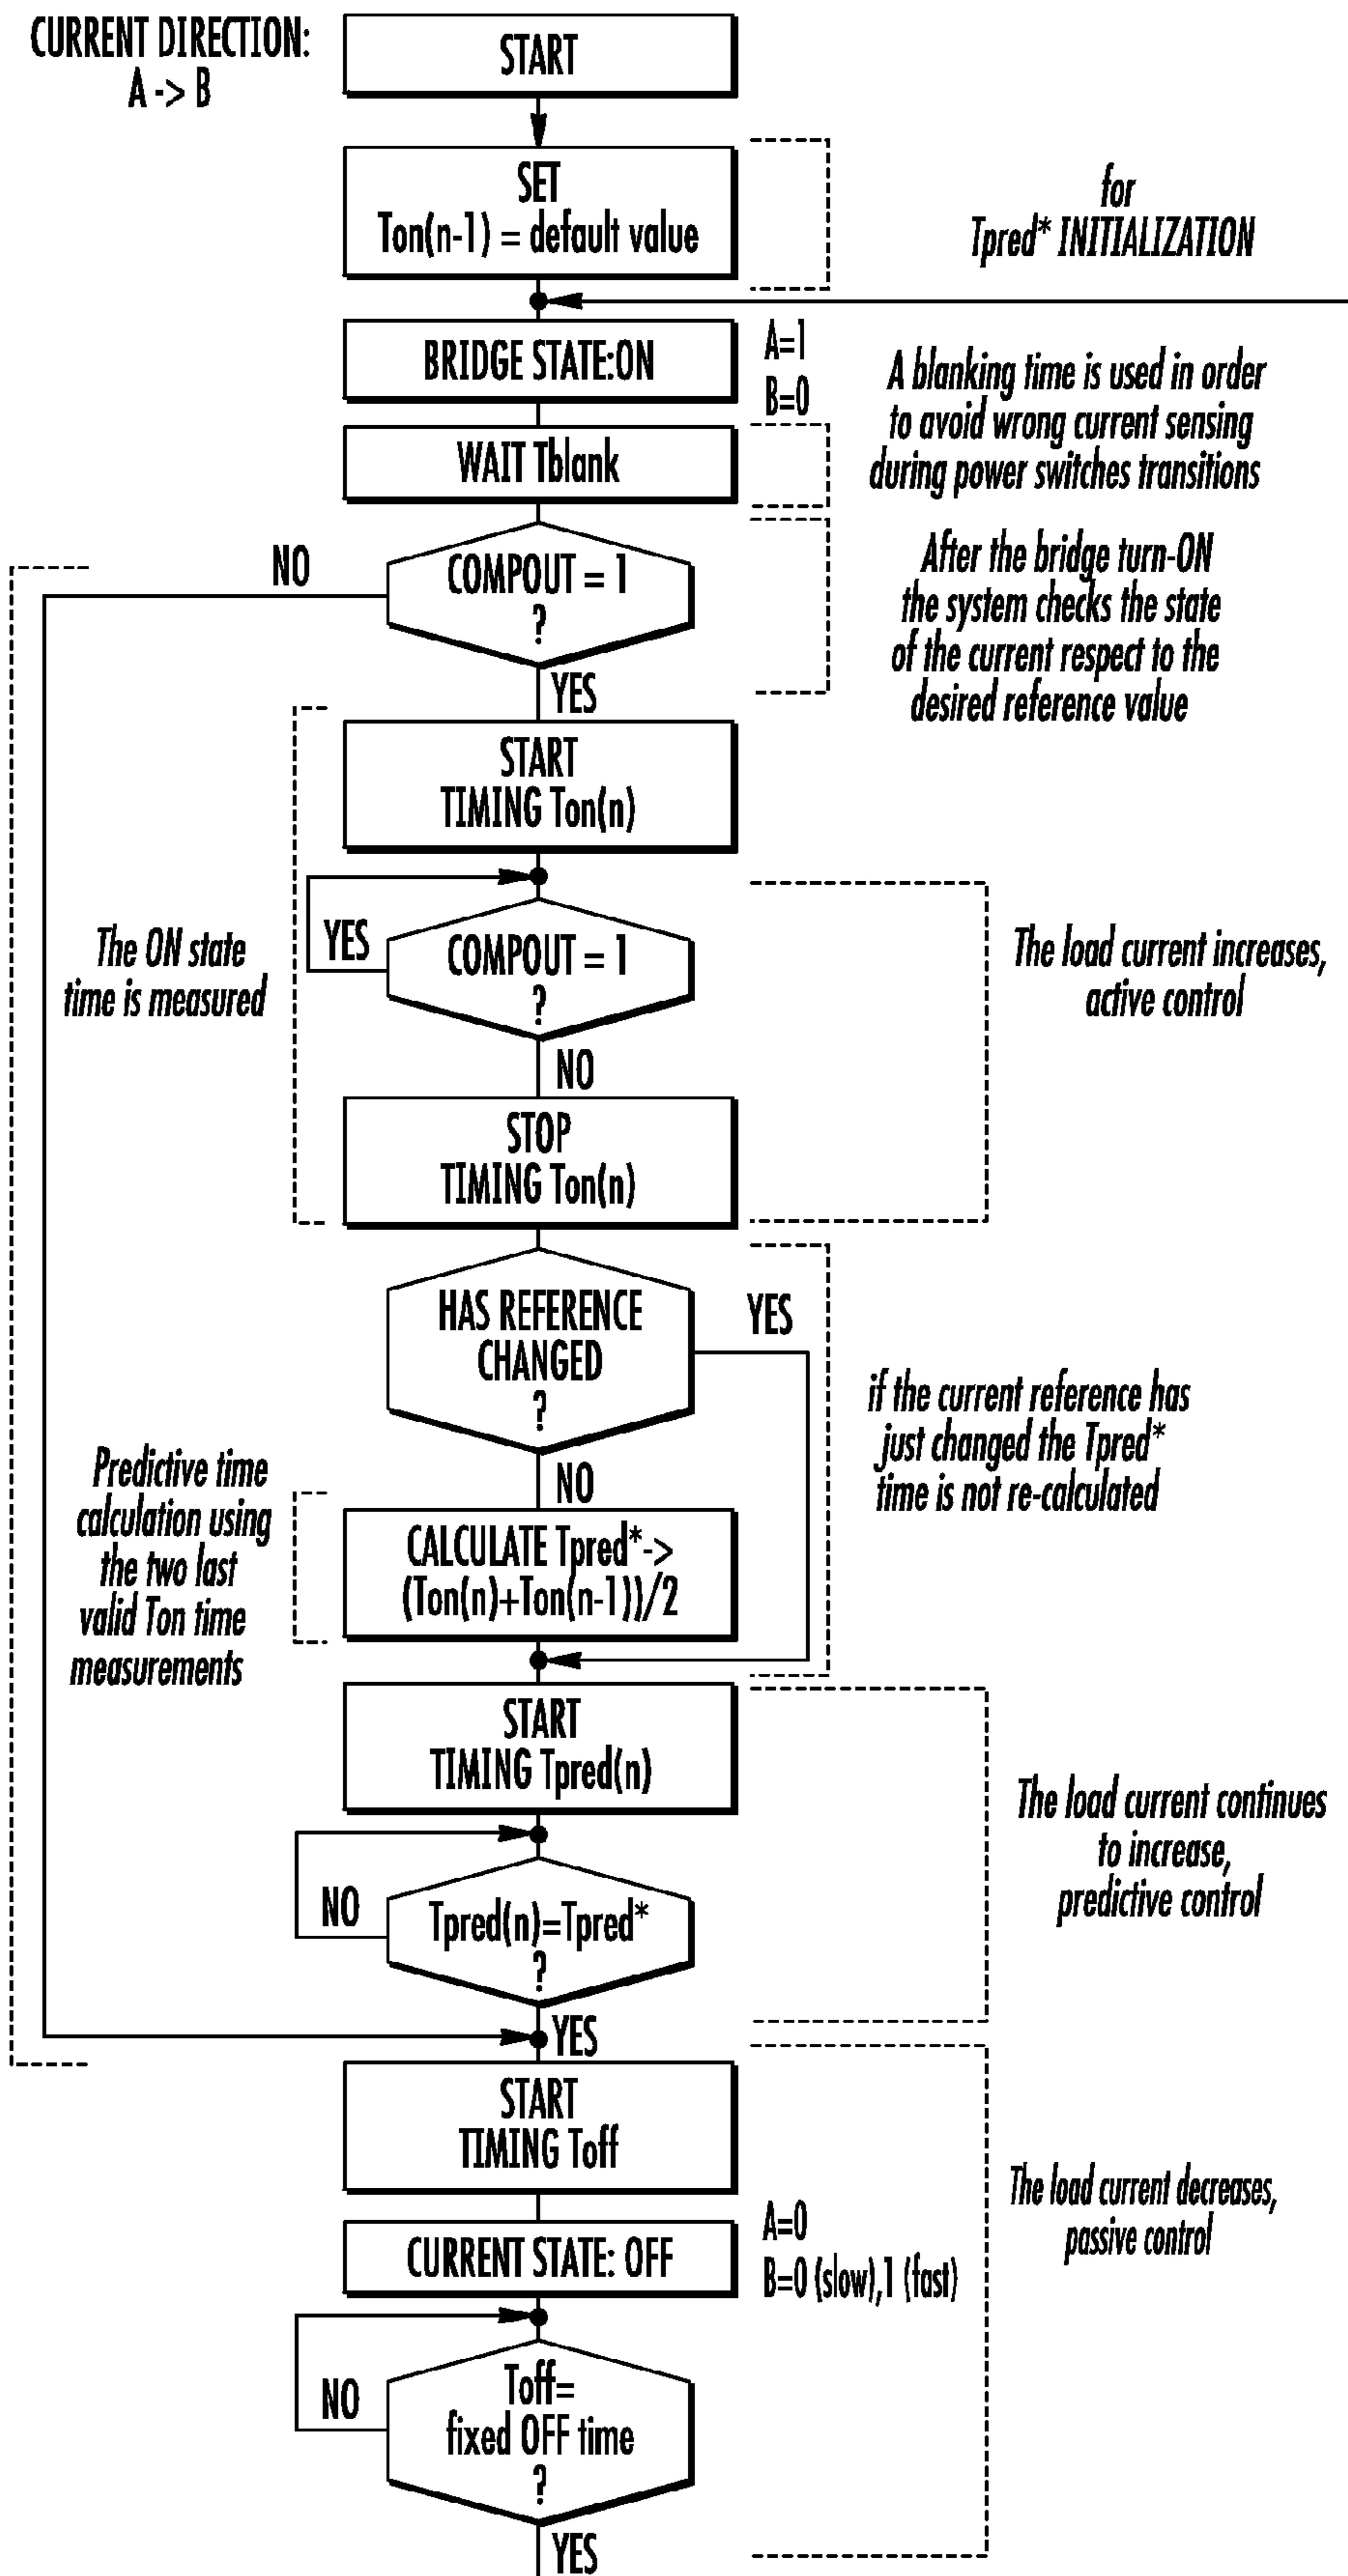 CURRENT DIRECTION:
A -> B
START
SET
Ton(n-1) = default value
for
Tpred* INITIALIZATION
BRIDGE STATE:ON
A=1
B=0
WAIT Tblank
A blanking time is used in order
to avoid wrong current sensing
during power switches transitions
NO
COMPOUT = 1
?
YES
After the bridge turn-ON
the system checks the state
of the current respect to the
desired reference value
START
TIMING Ton(n)
The ON state
time is measured
YES
COMPOUT = 1
?
NO
The load current increases,
active control
STOP
TIMING Ton(n)
HAS REFERENCE
CHANGED
?
YES
NO
if the current reference has
just changed the Tpred*
time is not re-calculated
Predictive time
calculation using
the two last
valid Ton time
measurements
CALCULATE Tpred*->
(Ton(n)+Ton(n-1))/2
START
TIMING Tpred(n)
The load current continues
to increase,
predictive control
NO
Tpred(n)=Tpred*
?
YES
START
TIMING Toff
CURRENT STATE: OFF
A=0
B=0 (slow),1 (fast)
The load current decreases,
passive control
NO
Toff=
fixed OFF time
?
YES